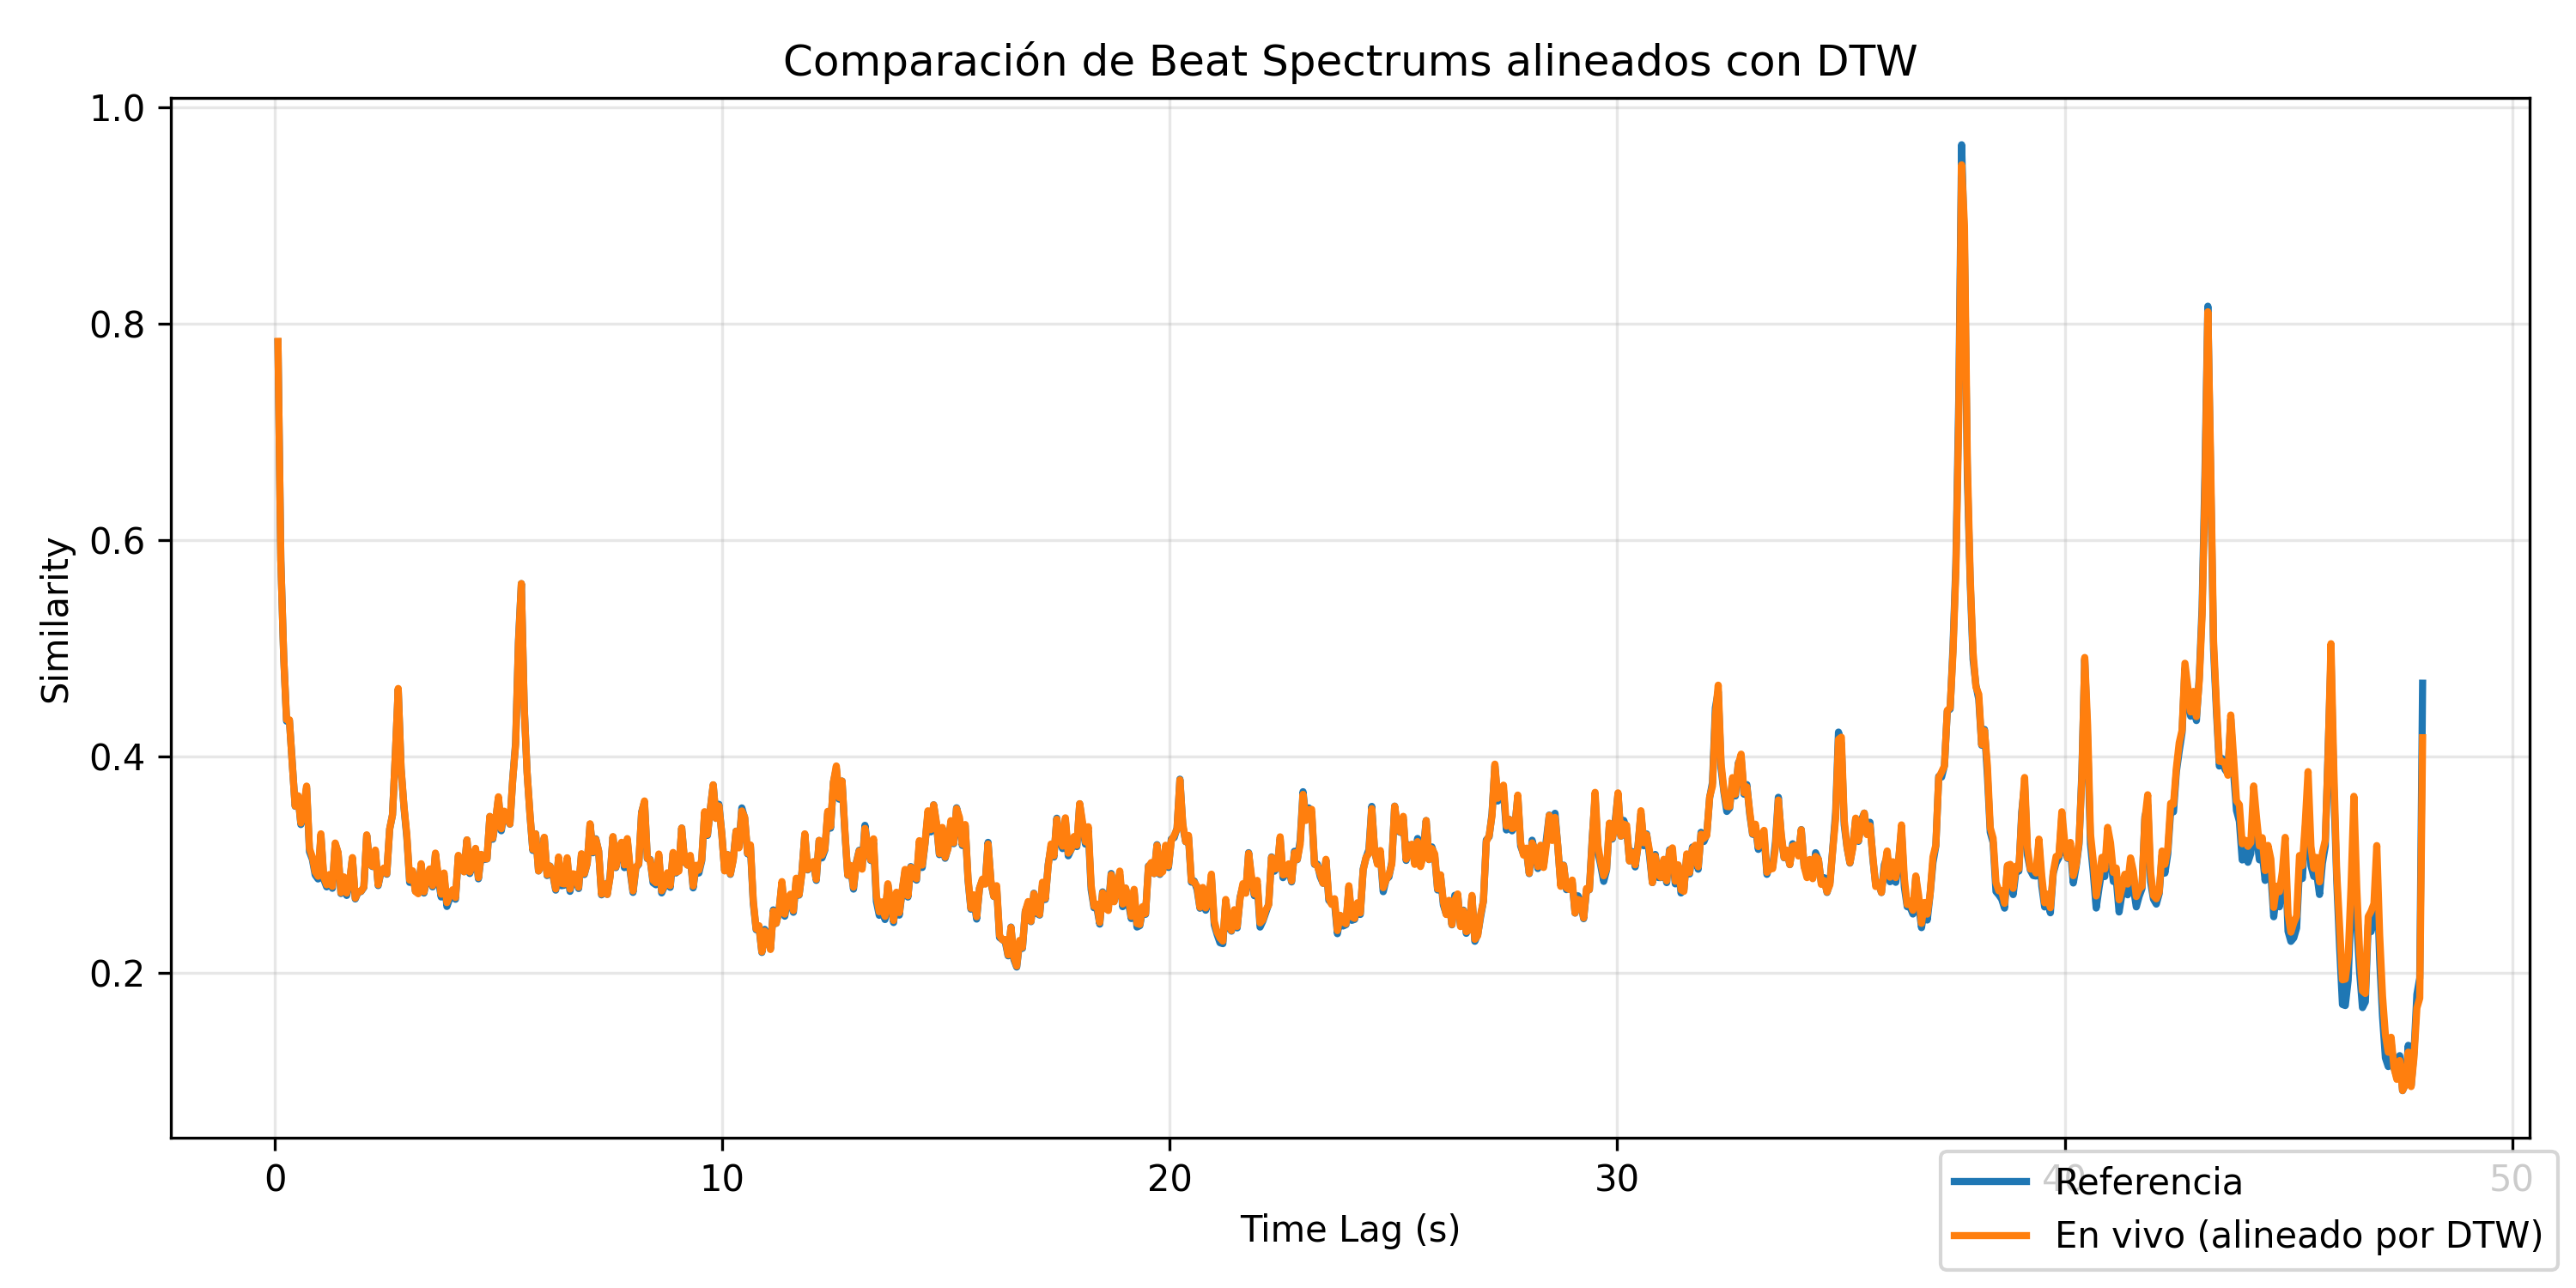 Comparación de Beat Spectrums alineados con DTW
1.0
0.8
0.6
0.4
0.2
Similarity
0 10 20 30 40 50
Time Lag (s)
Referencia
En vivo (alineado por DTW)